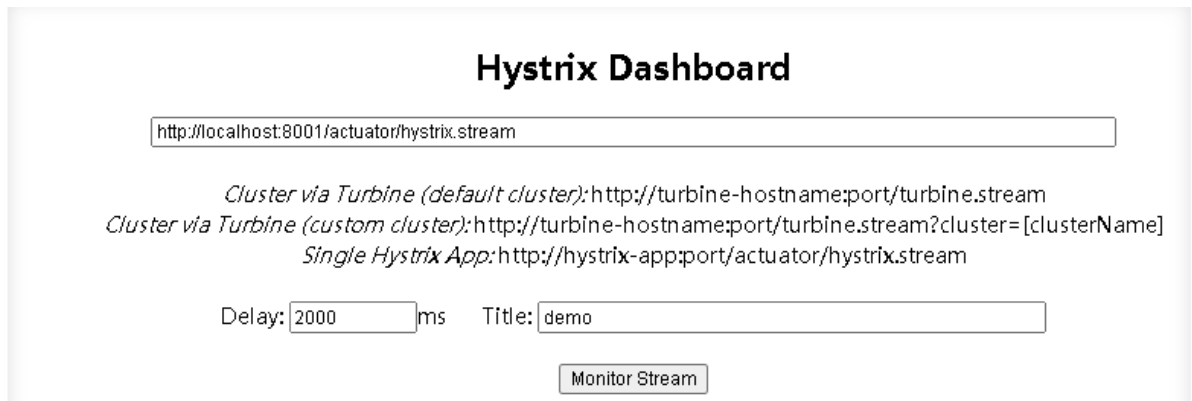 Hystrix Dashboard
http://localhost:8001/actuator/hystrix.stream
Cluster via Turbine (default cluster): http://turbine-hostname:port/turbine.stream
Cluster via Turbine (custom cluster): http://turbine-hostname:port/turbine.stream?cluster=[clusterName]
Single Hystrix App: http://hystrix-app:port/actuator/hystrix.stream
Delay: 2000 ms Title: demo
Monitor Stream